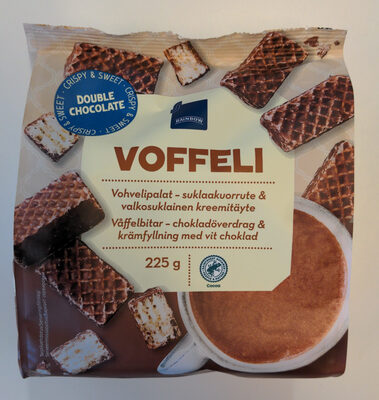 CRISPY & SWEET
DOUBLE
CHOCOLATE
CRISPY & SWEET
RAINBOW
VOFFELI
Vohvelipalat – suklaakuorrute &
valkosuklainen kreemitäyte
Våffelbitar – chokladöverdrag &
krämfyllning med vit choklad
225 g
Cocoa